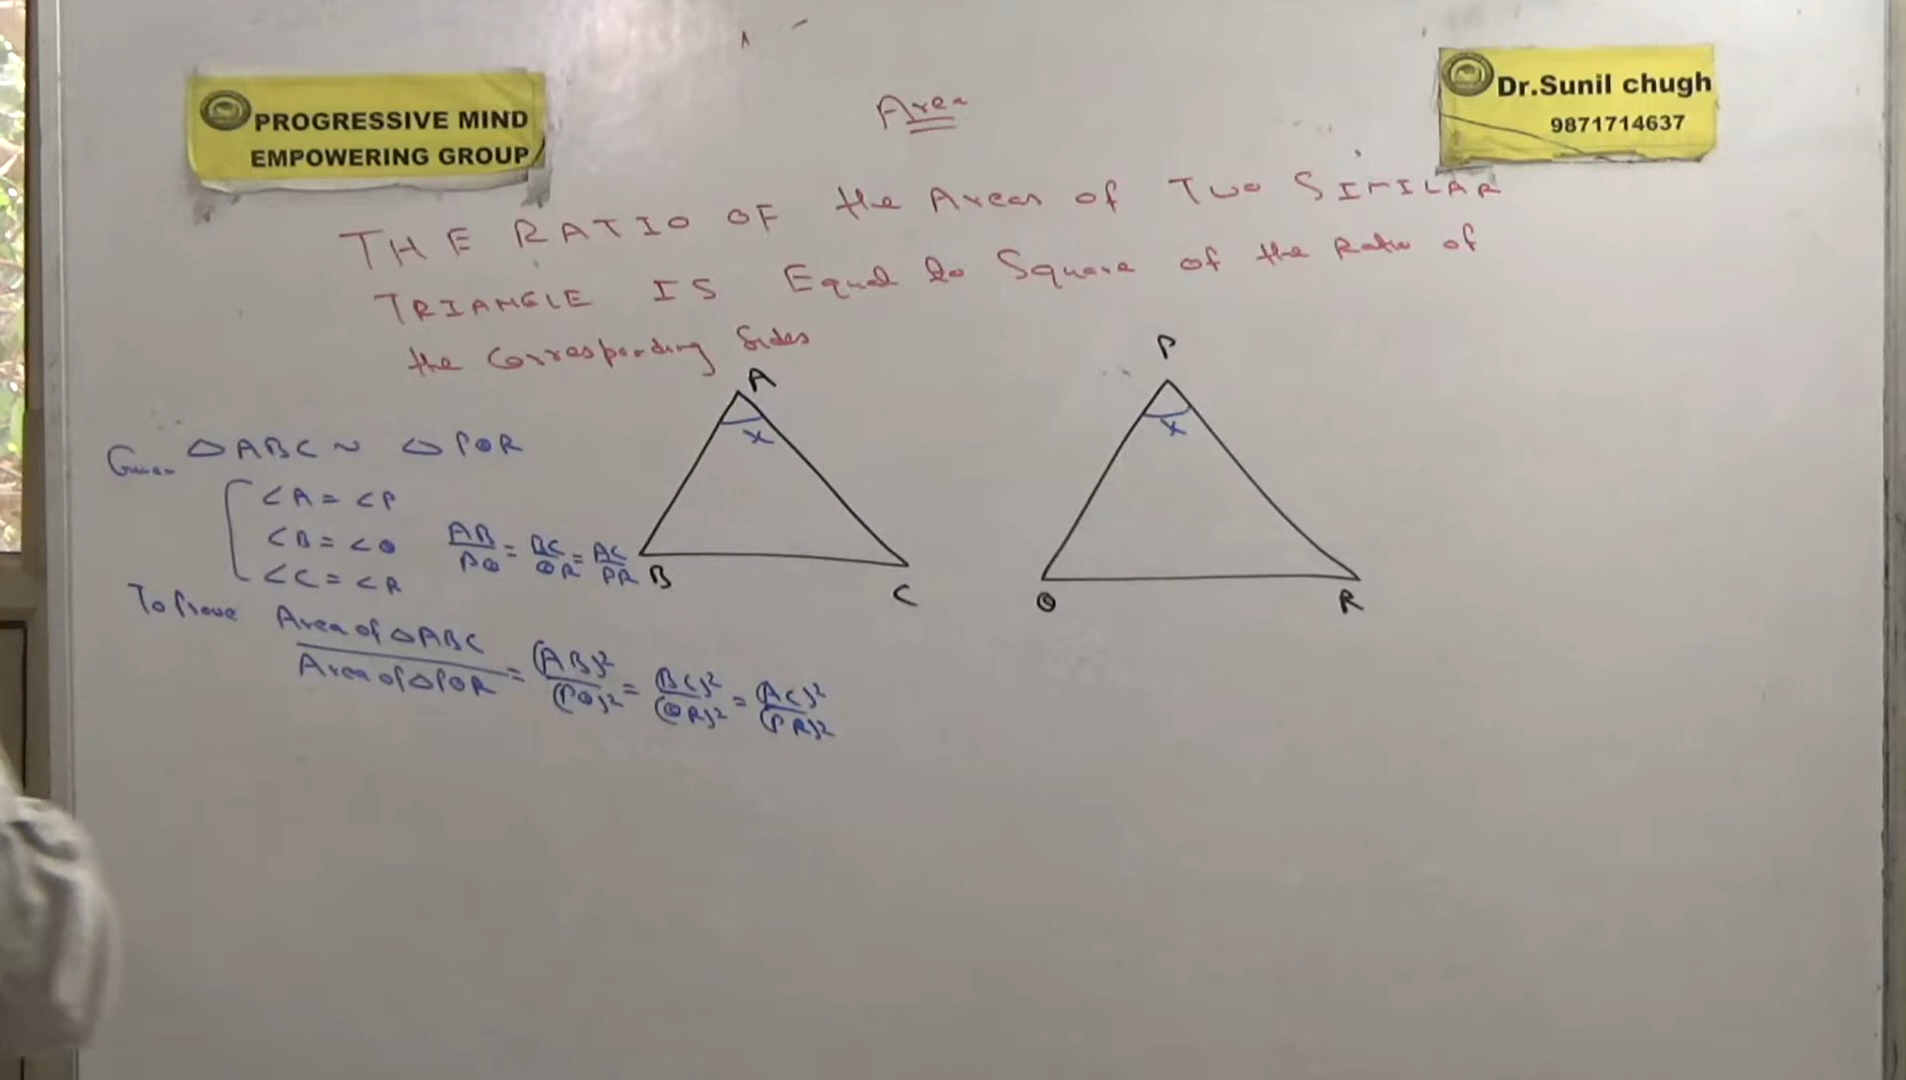 PROGRESSIVE MIND
EMPOWERING GROUP
Dr.Sunil chugh
9871714637
Area
THE RATIO OF the Areas of TWO SIMILAR
TRIANGLE IS Equal to Square of the Ratio of
the Corresponding Sides
Given △ABC ~ △PQR
∠A = ∠P
∠B = ∠Q
∠C = ∠R
AB/PQ = BC/QR = AC/PR
To Prove Area of △ABC/Area of △PQR = (AB)²/(PQ)² = (BC)²/(QR)² = (AC)²/(PR)²
A
x
B
C
P
x
Q
R